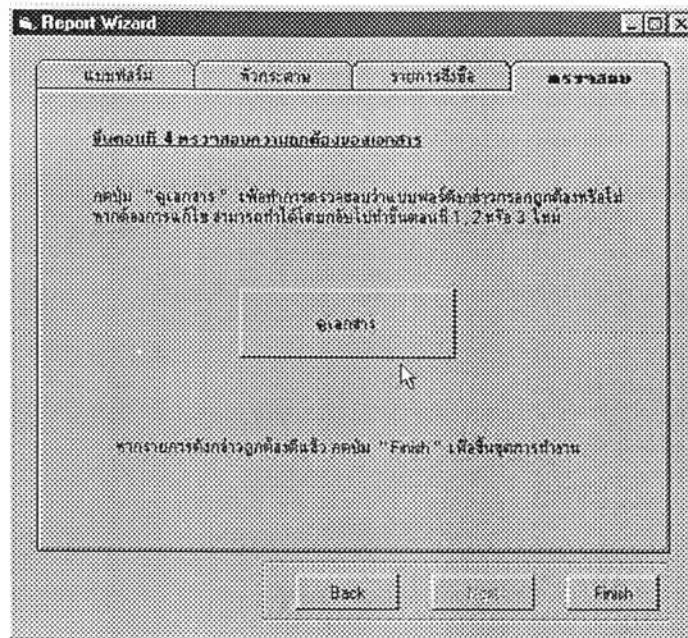 Report Wizard
แบบฟอร์ม หัวกระดาษ รายการสั่งซื้อ ตรวจสอบ
ขั้นตอนที่ 4 ตรวจสอบความถูกต้องของเอกสาร
กดปุ่ม "ดูเอกสาร" เพื่อทำการตรวจสอบว่าแบบฟอร์ดังกล่าวกรอกถูกต้องหรือไม่
หากต้องการแก้ไข สามารถทำได้โดยกลับไปทำขั้นตอนที่ 1, 2 หรือ 3 ใหม่
ดูเอกสาร
หากรายการดังกล่าวถูกต้องดีแล้ว กดปุ่ม "Finish" เพื่อสิ้นสุดการทำงาน
Back Next Finish